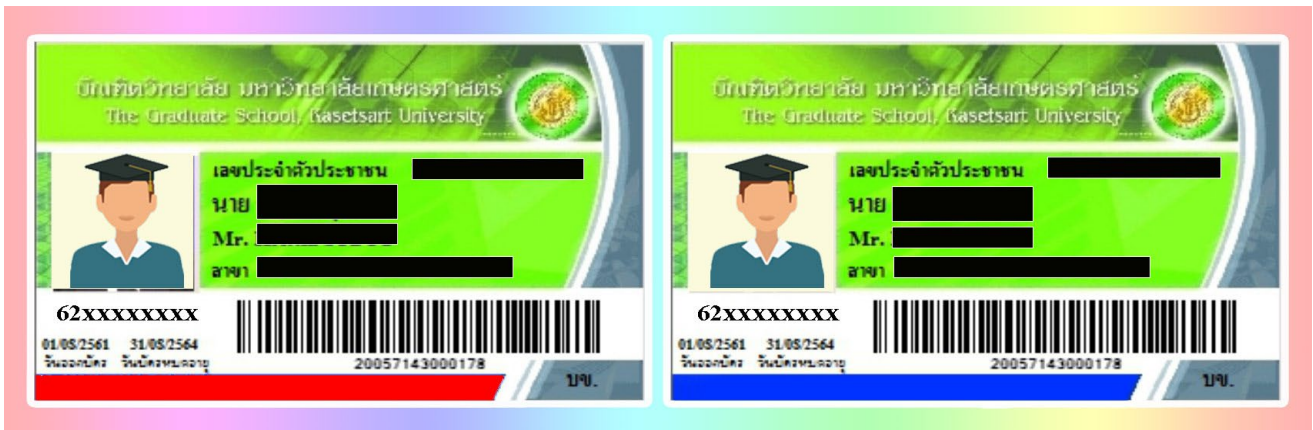 บัณฑิตวิทยาลัย มหาวิทยาลัยเกษตรศาสตร์
The Graduate School, Kasetsart University
เลขประจำตัวประชาชน
นาย
Mr.
สาขา
62xxxxxxxx
01/08/2561 31/08/2564
วันออกบัตร วันบัตรหมดอายุ
20057143000178
บข.
บัณฑิตวิทยาลัย มหาวิทยาลัยเกษตรศาสตร์
The Graduate School, Kasetsart University
เลขประจำตัวประชาชน
นาย
Mr.
สาขา
62xxxxxxxx
01/08/2561 31/08/2564
วันออกบัตร วันบัตรหมดอายุ
20057143000178
บข.